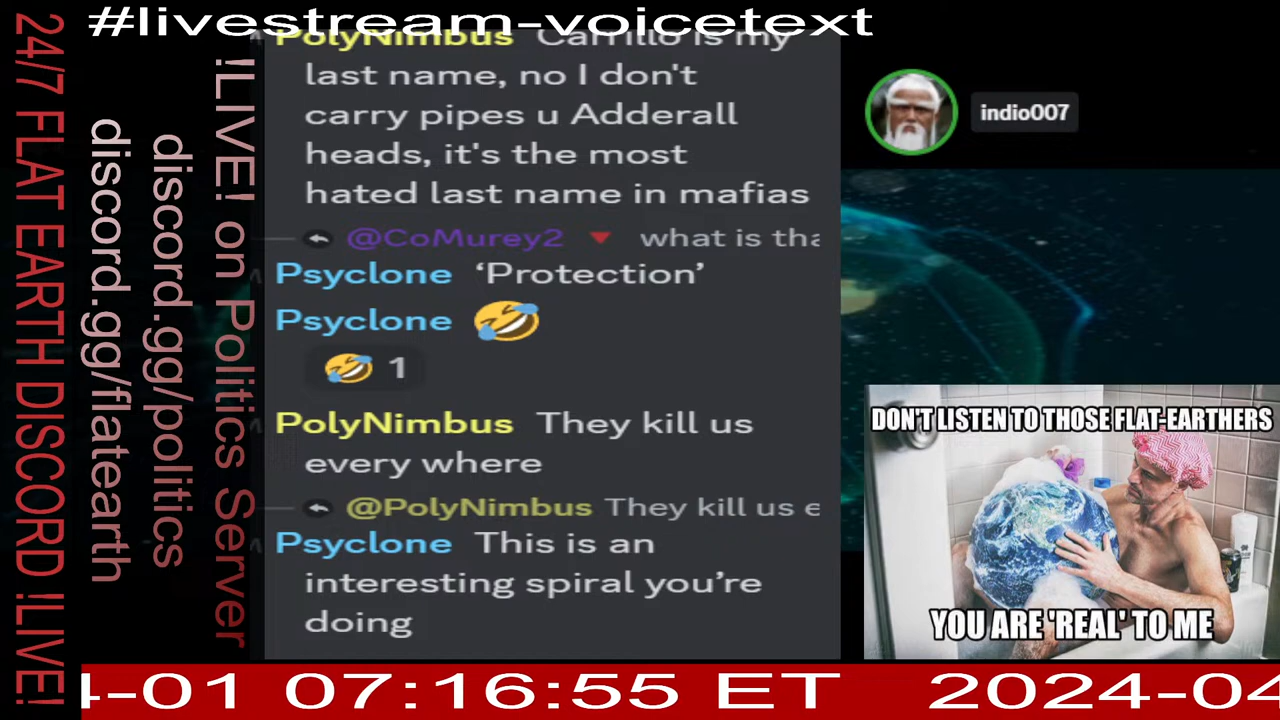 #livestream-voicetext
24/7 FLAT EARTH DISCORD !LIVE!
discord.gg/flatearth
discord.gg/politics
!LIVE! on Politics Server
PolyNimbus Carrillo is my
last name, no I don't
carry pipes u Adderall
heads, it's the most
hated last name in mafias
@CoMurey2 what is tha
Psyclone ‘Protection’
Psyclone 🤣
🤣 1
PolyNimbus They kill us
every where
@PolyNimbus They kill us e
Psyclone This is an
interesting spiral you’re
doing
indio007
DON'T LISTEN TO THOSE FLAT-EARTHERS
YOU ARE 'REAL' TO ME
4-01 07:16:55 ET 2024-04